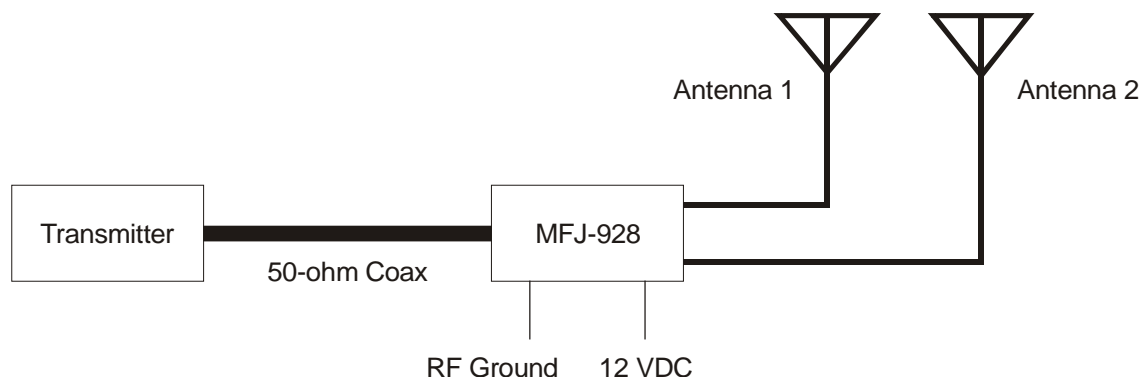 Antenna 1
Antenna 2
Transmitter
MFJ-928
50-ohm Coax
RF Ground
12 VDC